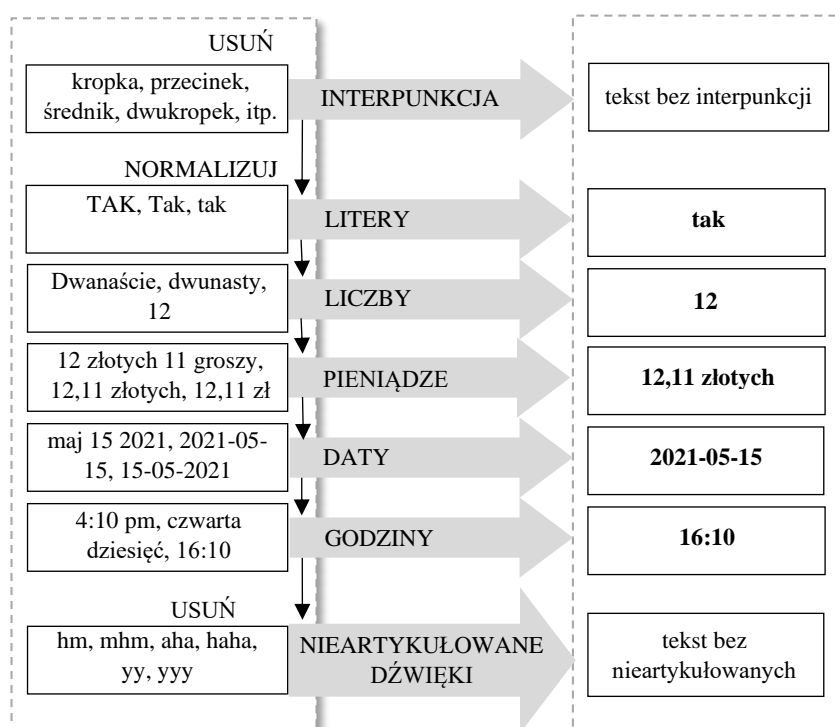 USUŃ
kropka, przecinek,
średnik, dwukropek, itp.
INTERPUNKCJA
tekst bez interpunkcji
NORMALIZUJ
TAK, Tak, tak
LITERY
tak
Dwanaście, dwunasty,
12
LICZBY
12
12 złotych 11 groszy,
12,11 złotych, 12,11 zł
PIENIĄDZE
12,11 złotych
maj 15 2021, 2021-05-
15, 15-05-2021
DATY
2021-05-15
4:10 pm, czwarta
dziesięć, 16:10
GODZINY
16:10
USUŃ
hm, mhm, aha, haha,
yy, yyy
NIEARTYKUŁOWANE
DŹWIĘKI
tekst bez
nieartykułowanych